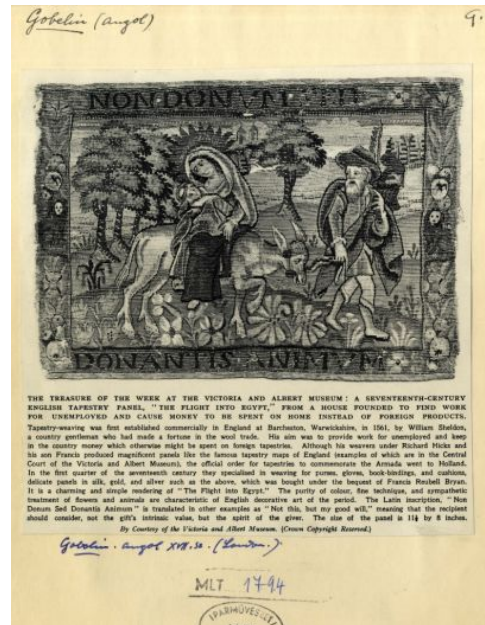 Gobelin (angol)
G.
NON·DONVM
DONANTIS·ANIMVM
THE TREASURE OF THE WEEK AT THE VICTORIA AND ALBERT MUSEUM: A SEVENTEENTH-CENTURY
ENGLISH TAPESTRY PANEL, "THE FLIGHT INTO EGYPT," FROM A HOUSE FOUNDED TO FIND WORK
FOR UNEMPLOYED AND CAUSE MONEY TO BE SPENT ON HOME INSTEAD OF FOREIGN PRODUCTS.
Tapestry-weaving was first established commercially in England at Barcheston, Warwickshire, in 1561, by William Sheldon,
a country gentleman who had made a fortune in the wool trade. His aim was to provide work for unemployed and keep
in the country money which otherwise might be spent on foreign tapestries. Although his weavers under Richard Hicks and
his son Francis produced magnificent panels like the famous tapestry maps of England (examples of which are in the Central
Court of the Victoria and Albert Museum), the official order for tapestries to commemorate the Armada went to Holland.
In the first quarter of the seventeenth century they specialised in weaving for purses, gloves, book-bindings, and cushions,
delicate panels in silk, gold, and silver such as the above, which was bought under the bequest of Francis Reubell Bryan.
It is a charming and simple rendering of "The Flight into Egypt." The purity of colour, fine technique, and sympathetic
treatment of flowers and animals are characteristic of English decorative art of the period. The Latin inscription, "Non
Donum Sed Donantis Animum" is translated in other examples as "Not this, but my good will," meaning that the recipient
should consider, not the gift's intrinsic value, but the spirit of the giver. The size of the panel is 11½ by 8 inches.
By Courtesy of the Victoria and Albert Museum. (Crown Copyright Reserved.)
Gobelin. angol XVII. sz. (London.)
MLT 1794
IPARMŰVÉSZETI